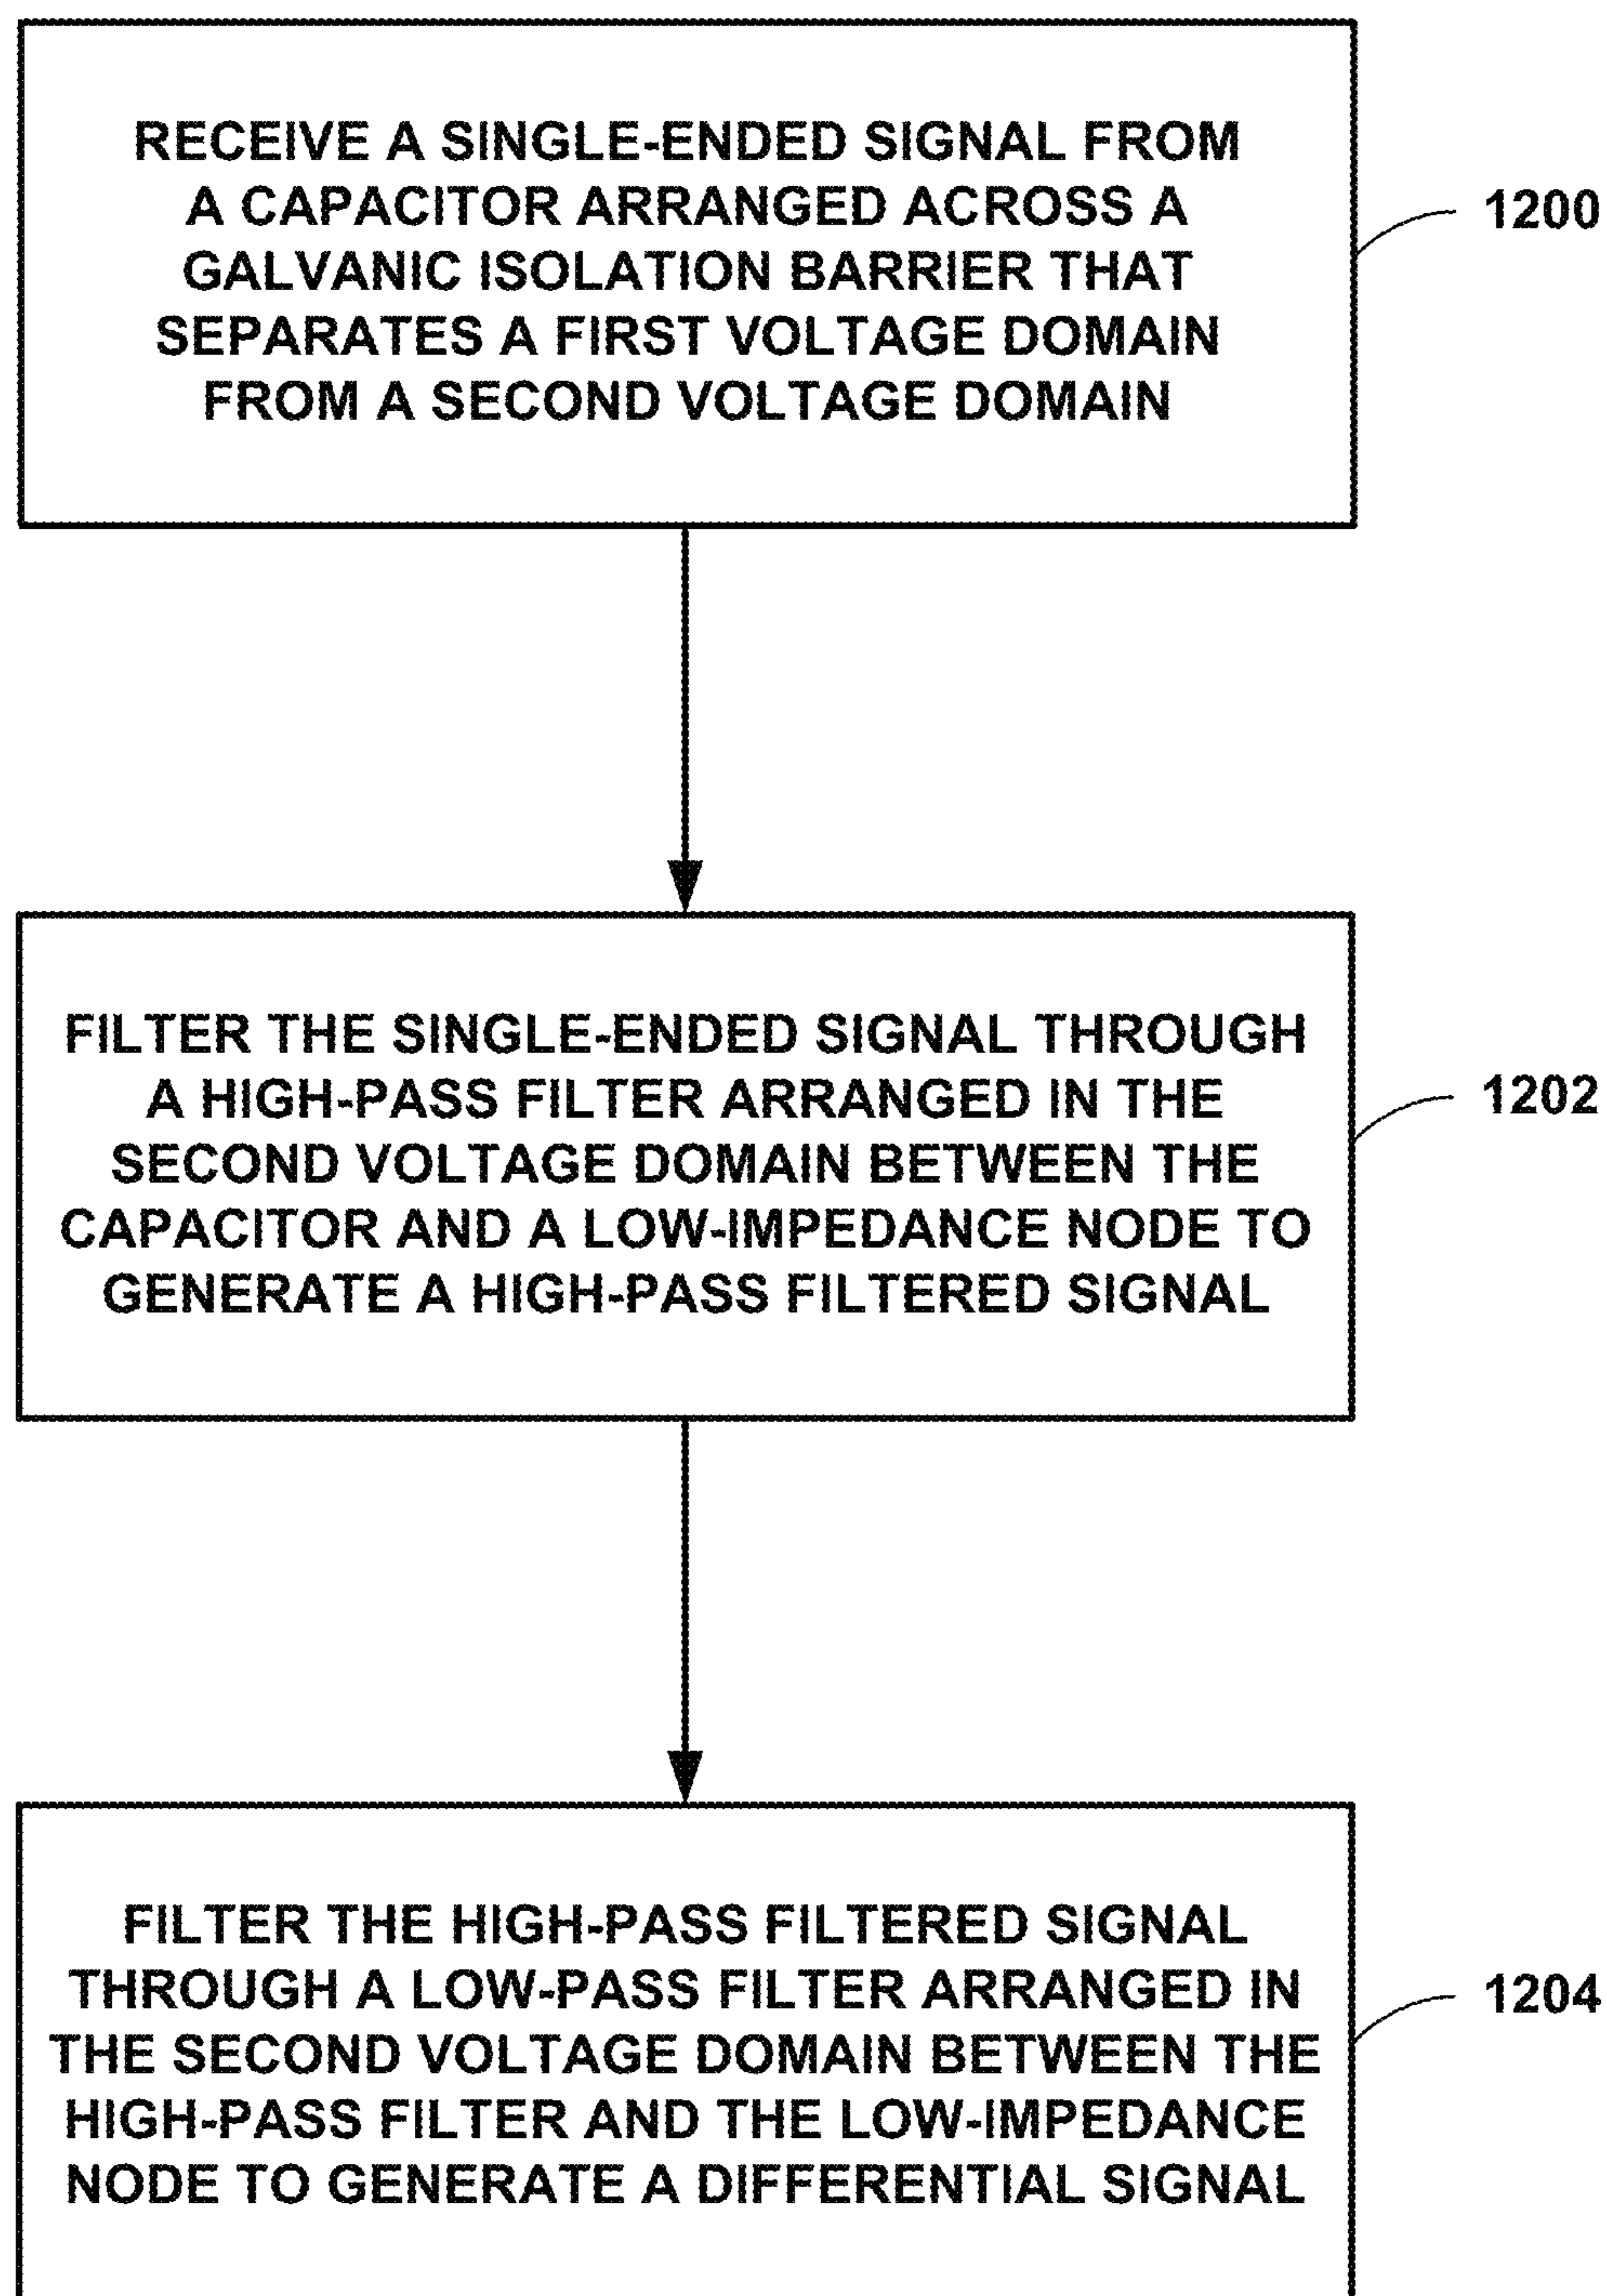 RECEIVE A SINGLE-ENDED SIGNAL FROM
A CAPACITOR ARRANGED ACROSS A
GALVANIC ISOLATION BARRIER THAT
SEPARATES A FIRST VOLTAGE DOMAIN
FROM A SECOND VOLTAGE DOMAIN
1200
FILTER THE SINGLE-ENDED SIGNAL THROUGH
A HIGH-PASS FILTER ARRANGED IN THE
SECOND VOLTAGE DOMAIN BETWEEN THE
CAPACITOR AND A LOW-IMPEDANCE NODE TO
GENERATE A HIGH-PASS FILTERED SIGNAL
1202
FILTER THE HIGH-PASS FILTERED SIGNAL
THROUGH A LOW-PASS FILTER ARRANGED IN
THE SECOND VOLTAGE DOMAIN BETWEEN THE
HIGH-PASS FILTER AND THE LOW-IMPEDANCE
NODE TO GENERATE A DIFFERENTIAL SIGNAL
1204